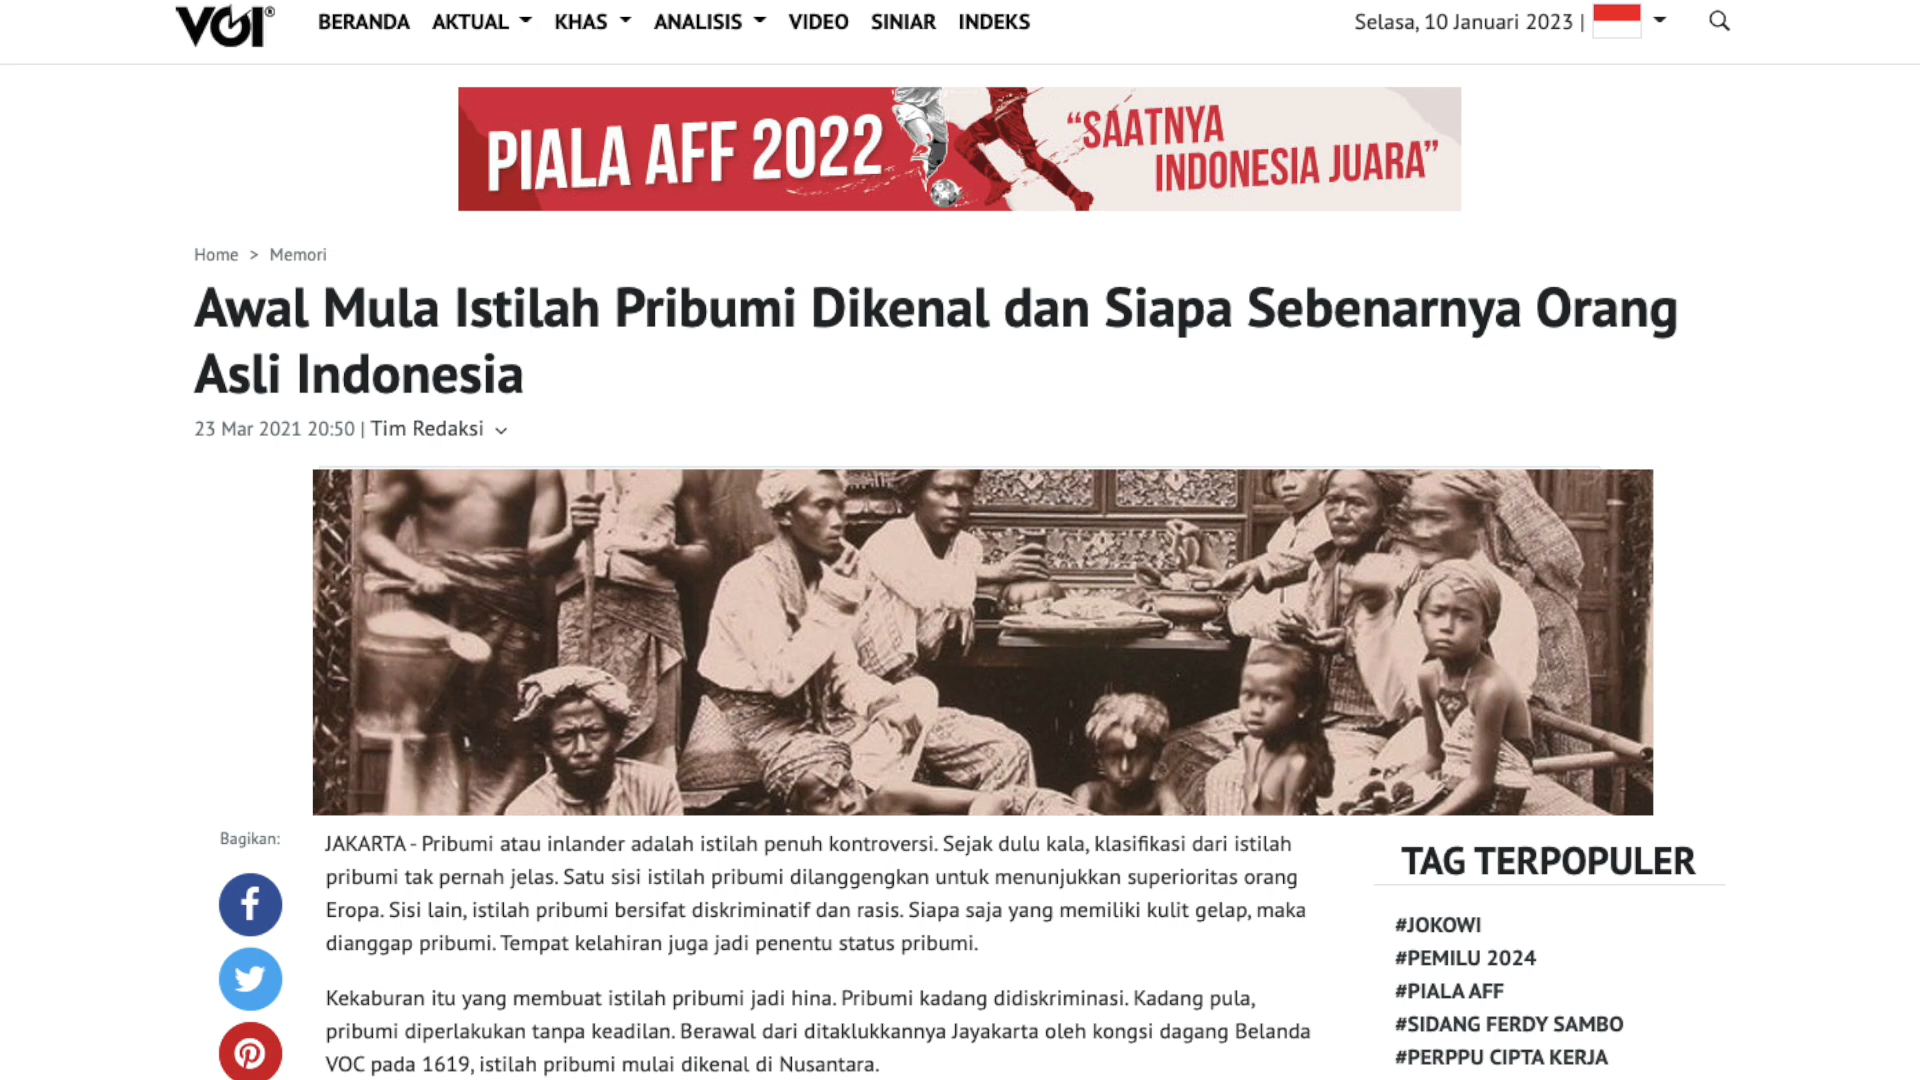 VOI®
BERANDA AKTUAL KHAS ANALISIS VIDEO SINIAR INDEKS
Selasa, 10 Januari 2023 |
PIALA AFF 2022
“SAATNYA
INDONESIA JUARA”
Home > Memori
Awal Mula Istilah Pribumi Dikenal dan Siapa Sebenarnya Orang
Asli Indonesia
23 Mar 2021 20:50 | Tim Redaksi
Bagikan:
JAKARTA - Pribumi atau inlander adalah istilah penuh kontroversi. Sejak dulu kala, klasifikasi dari istilah
pribumi tak pernah jelas. Satu sisi istilah pribumi dilanggengkan untuk menunjukkan superioritas orang
Eropa. Sisi lain, istilah pribumi bersifat diskriminatif dan rasis. Siapa saja yang memiliki kulit gelap, maka
dianggap pribumi. Tempat kelahiran juga jadi penentu status pribumi.
Kekaburan itu yang membuat istilah pribumi jadi hina. Pribumi kadang didiskriminasi. Kadang pula,
pribumi diperlakukan tanpa keadilan. Berawal dari ditaklukkannya Jayakarta oleh kongsi dagang Belanda
VOC pada 1619, istilah pribumi mulai dikenal di Nusantara.
TAG TERPOPULER
#JOKOWI
#PEMILU 2024
#PIALA AFF
#SIDANG FERDY SAMBO
#PERPPU CIPTA KERJA